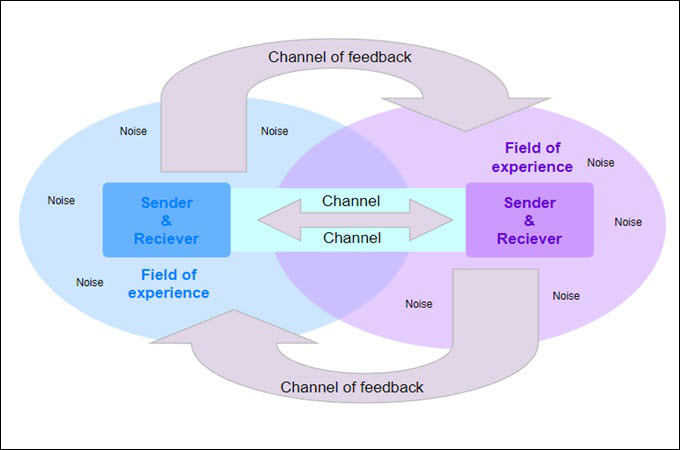 Channel of feedback
Noise
Noise
Field of
experience
Noise
Noise
Sender
&
Reciever
Channel
Channel
Sender
&
Reciever
Noise
Field of
experience
Noise
Noise
Noise
Channel of feedback